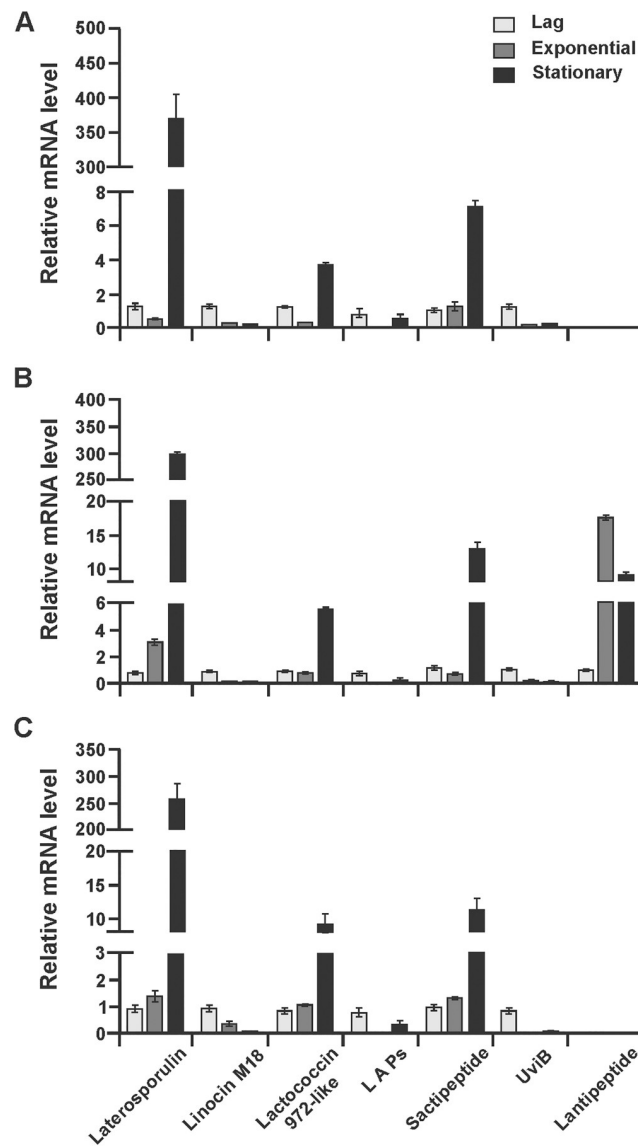 A
Lag
Exponential
Stationary
Relative mRNA level
500
450
400
350
300
8
6
4
2
0
B
Relative mRNA level
400
350
300
250
20
15
10
6
4
2
0
C
Relative mRNA level
350
300
250
200
20
15
10
3
2
1
0
Laterosporulin
Linocin M18
Lactococcin
972-like
L A Ps
Sactipeptide
UviB
Lantipeptide